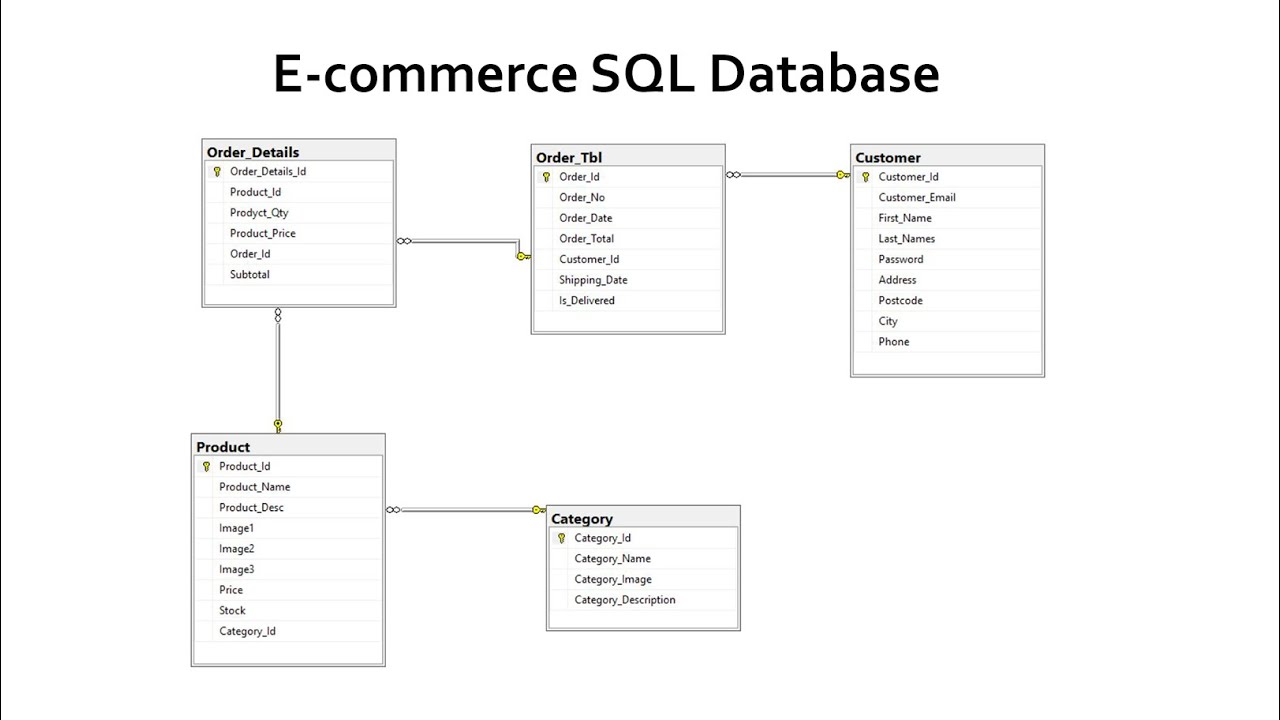 E-commerce SQL Database
Order_Details
Order_Details_Id
Product_Id
Prodyct_Qty
Product_Price
Order_Id
Subtotal
Order_Tbl
Order_Id
Order_No
Order_Date
Order_Total
Customer_Id
Shipping_Date
Is_Delivered
Customer
Customer_Id
Customer_Email
First_Name
Last_Names
Password
Address
Postcode
City
Phone
Product
Product_Id
Product_Name
Product_Desc
Image1
Image2
Image3
Price
Stock
Category_Id
Category
Category_Id
Category_Name
Category_Image
Category_Description